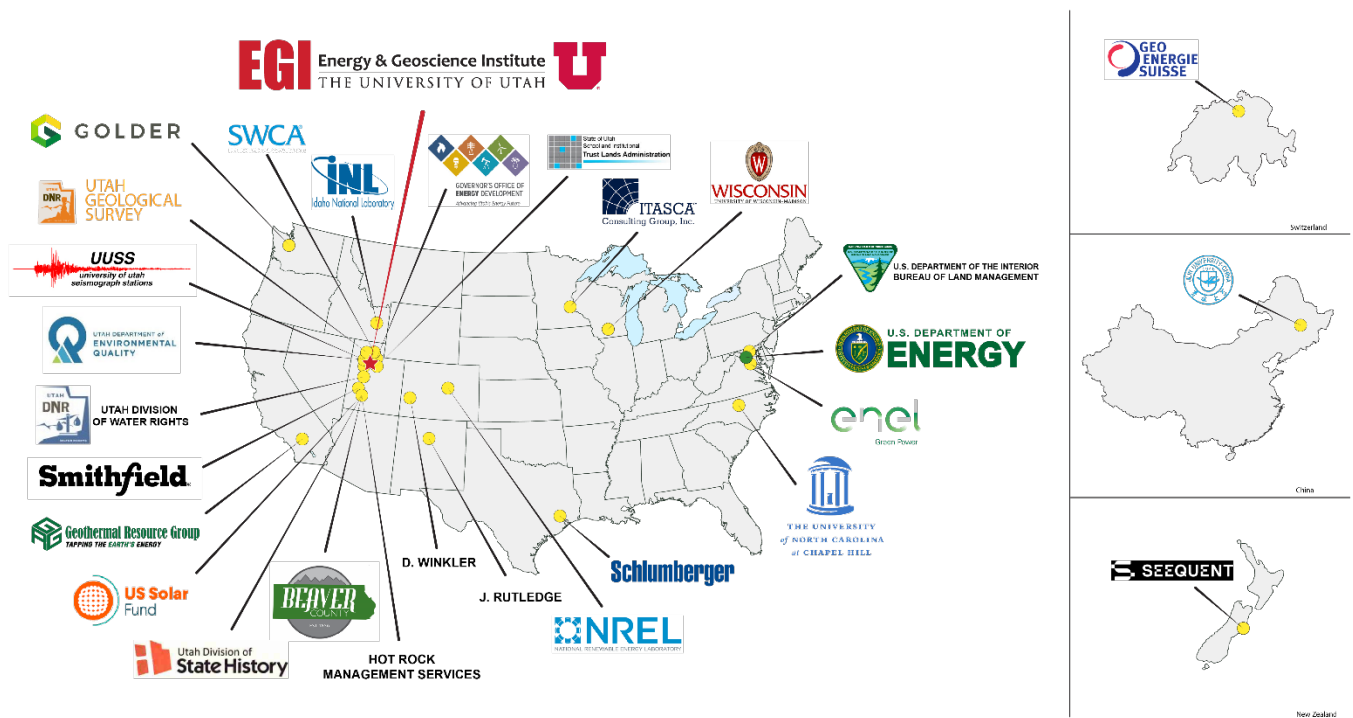 EGI Energy & Geoscience Institute
THE UNIVERSITY OF UTAH
U
GOLDER
SWCA
INL
Idaho National Laboratory
GOVERNOR'S OFFICE OF
ENERGY DEVELOPMENT
State of Utah
School and Institutional
Trust Lands Administration
ITASCA
Consulting Group, Inc.
W
WISCONSIN
UNIVERSITY OF WISCONSIN-MADISON
UTAH
DNR
UTAH
GEOLOGICAL
SURVEY
UUSS
university of utah
seismograph stations
UTAH DEPARTMENT of
ENVIRONMENTAL
QUALITY
UTAH
DNR
WATER RIGHTS
UTAH DIVISION
OF WATER RIGHTS
Smithfield
Geothermal Resource Group
TAPPING THE EARTH'S ENERGY
US Solar
Fund
Utah Division of
State History
BEAVER
COUNTY
HOT ROCK
MANAGEMENT SERVICES
D. WINKLER
J. RUTLEDGE
NREL
NATIONAL RENEWABLE ENERGY LABORATORY
Schlumberger
THE UNIVERSITY
of NORTH CAROLINA
at CHAPEL HILL
enel
Green Power
U.S. DEPARTMENT OF
ENERGY
U.S. DEPARTMENT OF THE INTERIOR
BUREAU OF LAND MANAGEMENT
GEO
ENERGIE
SUISSE
Switzerland
China
SEEQUENT
New Zealand